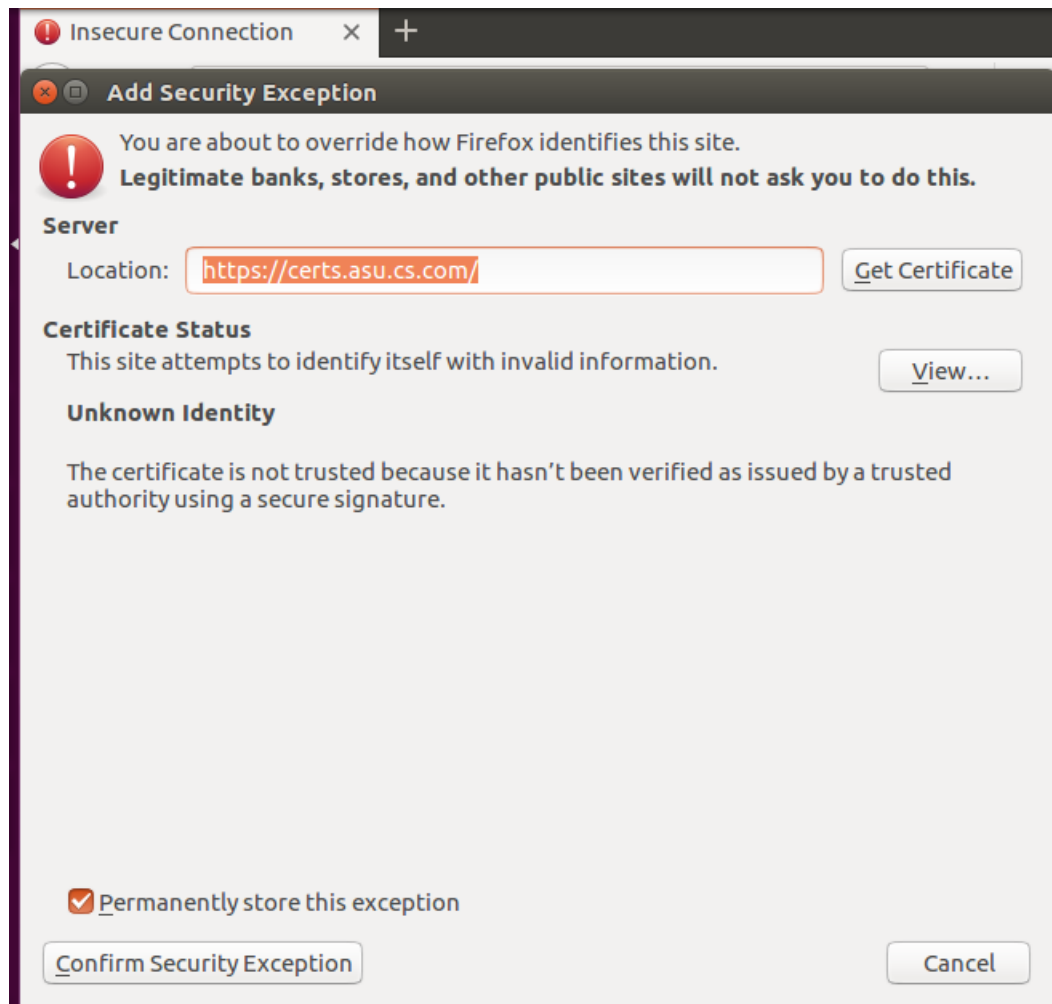 Insecure Connection
Add Security Exception
You are about to override how Firefox identifies this site.
Legitimate banks, stores, and other public sites will not ask you to do this.
Server
Location: https://certs.asu.cs.com/ Get Certificate
Certificate Status
This site attempts to identify itself with invalid information.
View…
Unknown Identity
The certificate is not trusted because it hasn’t been verified as issued by a trusted
authority using a secure signature.
Permanently store this exception
Confirm Security Exception Cancel